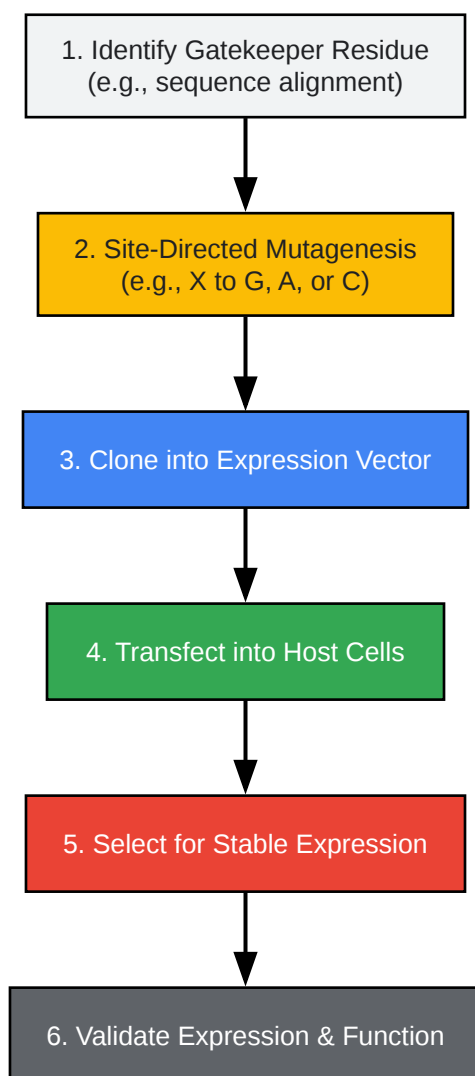 1. Identify Gatekeeper Residue
(e.g., sequence alignment)
2. Site-Directed Mutagenesis
(e.g., X to G, A, or C)
3. Clone into Expression Vector
4. Transfect into Host Cells
5. Select for Stable Expression
6. Validate Expression & Function